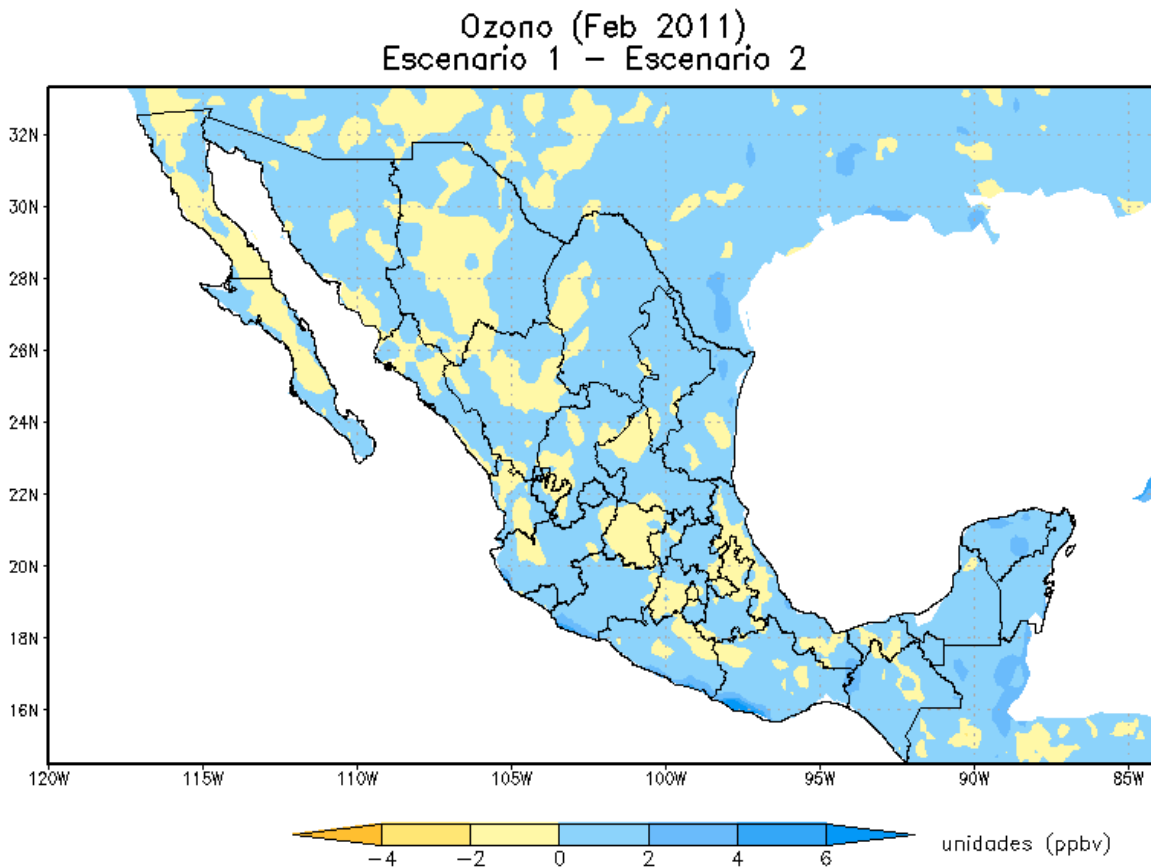 Ozono (Feb 2011)
Escenario 1 − Escenario 2
32N
30N
28N
26N
24N
22N
20N
18N
16N
120W 115W 110W 105W 100W 95W 90W 85W
−4 −2 0 2 4 6 unidades (ppbv)